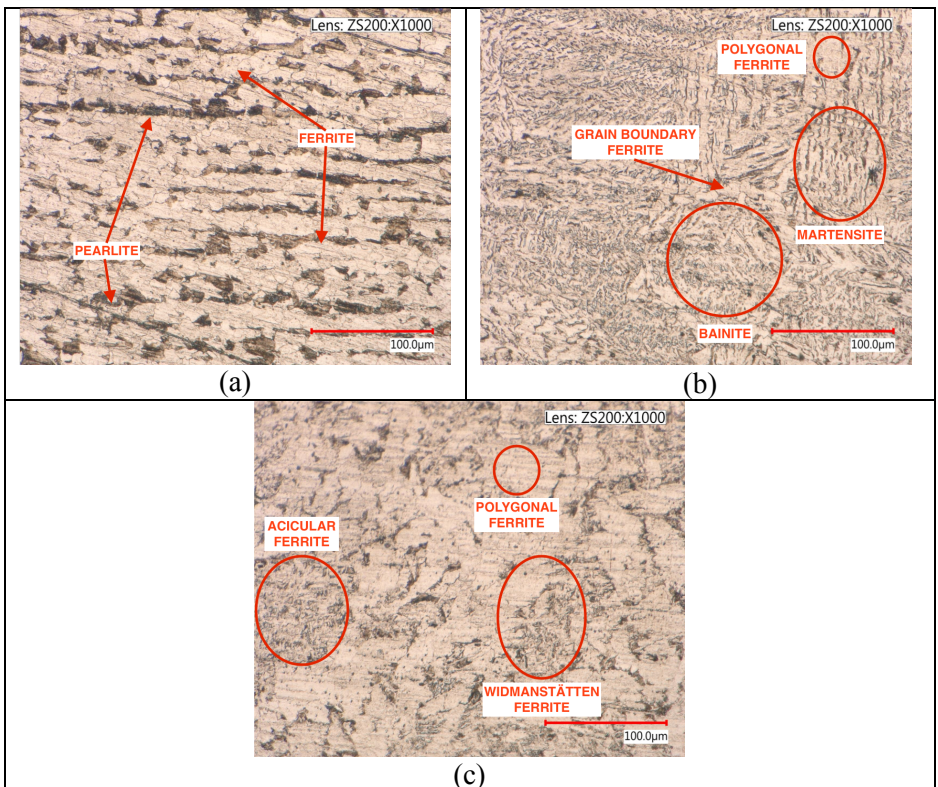 Lens: ZS200:X1000
FERRITE
PEARLITE
100.0µm
(a)
Lens: ZS200:X1000
POLYGONAL
FERRITE
GRAIN BOUNDARY
FERRITE
MARTENSITE
BAINITE
100.0µm
(b)
Lens: ZS200:X1000
POLYGONAL
FERRITE
ACICULAR
FERRITE
WIDMANSTÄTTEN
FERRITE
100.0µm
(c)